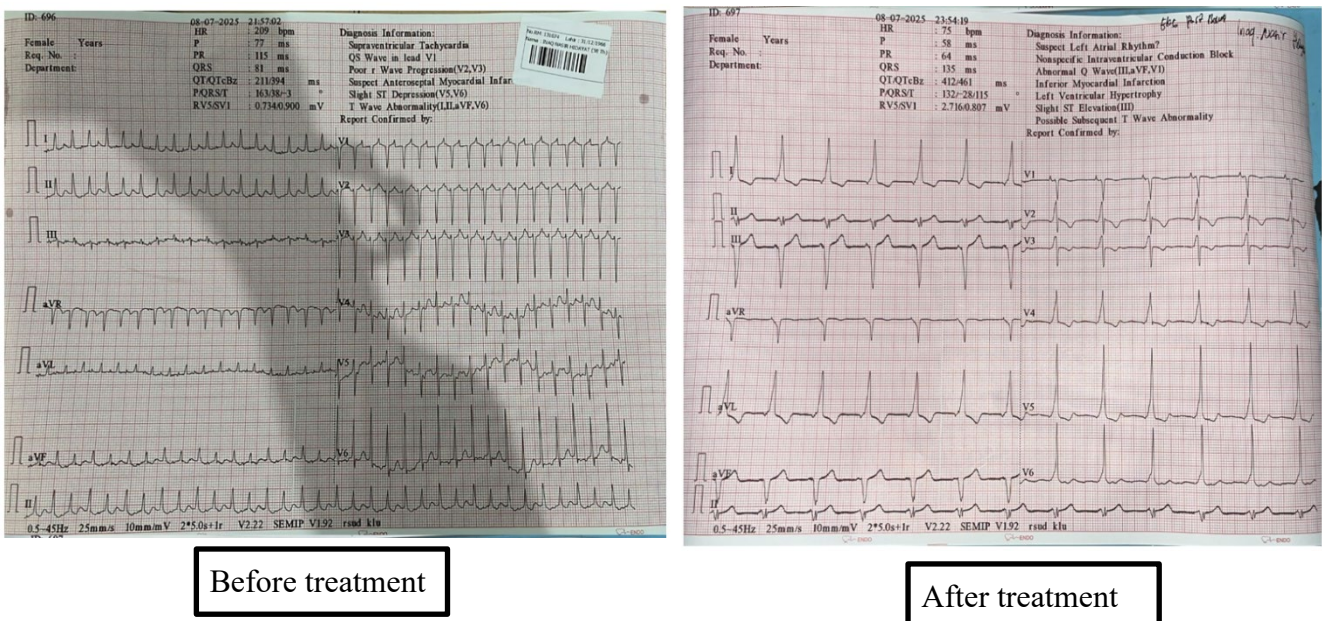 ID: 696
08-07-2025 21:57:02
Female Years
Req. No. :
Department:
HR : 209 bpm
P : 77 ms
PR : 115 ms
QRS : 81 ms
QT/QTcBz : 211/394 ms
P/QRS/T : 163/38/-3 °
RV5/SV1 : 0.734/0.900 mV
Diagnosis Information:
Supraventricular Tachycardia
QS Wave in lead V1
Poor r Wave Progression(V2,V3)
Suspect Anteroseptal Myocardial Infar
Slight ST Depression(V5,V6)
T Wave Abnormality(I,II,aVF,V6)
Report Confirmed by:
I
V1
II
V2
III
V3
aVR
V4
aVL
V5
aVF
V6
II
0.5~45Hz 25mm/s 10mm/mV 2*5.0s+1r V2.22 SEMIP V1.92 rsud klu
ENDO
Before treatment
ID: 697
08-07-2025 23:54:19
Female Years
Req. No. :
Department:
HR : 75 bpm
P : 58 ms
PR : 64 ms
QRS : 135 ms
QT/QTcBz : 412/461 ms
P/QRS/T : 132/-28/115 °
RV5/SV1 : 2.716/0.807 mV
Diagnosis Information:
Suspect Left Atrial Rhythm?
Nonspecific Intraventricular Conduction Block
Abnormal Q Wave(III,aVF,V1)
Inferior Myocardial Infarction
Left Ventricular Hypertrophy
Slight ST Elevation(III)
Possible Subsequent T Wave Abnormality
Report Confirmed by:
I
V1
II
V2
III
V3
aVR
V4
aVL
V5
aVF
V6
II
0.5~45Hz 25mm/s 10mm/mV 2*5.0s+1r V2.22 SEMIP V1.92 rsud klu
ENDO
ENDO
After treatment